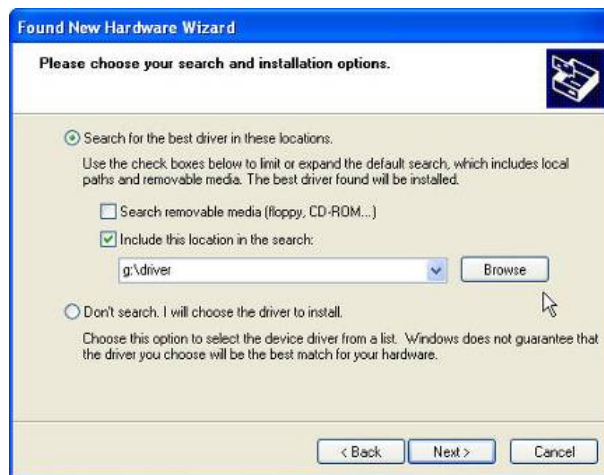 Found New Hardware Wizard
Please choose your search and installation options.
Search for the best driver in these locations.
Use the check boxes below to limit or expand the default search, which includes local
paths and removable media. The best driver found will be installed.
Search removable media (floppy, CD-ROM...)
Include this location in the search:
g:\driver
Browse
Don't search. I will choose the driver to install.
Choose this option to select the device driver from a list. Windows does not guarantee that
the driver you choose will be the best match for your hardware.
< Back
Next >
Cancel